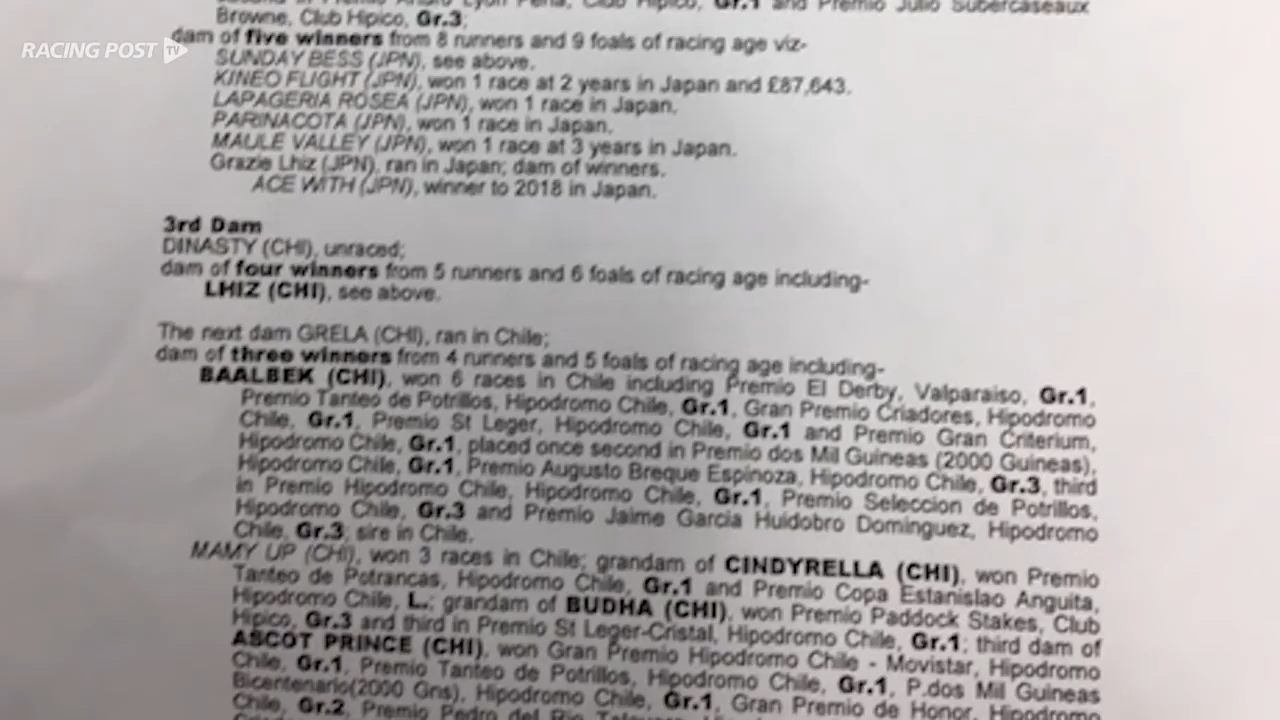 second in Premio Alvaro Lyon Peña, Club Hipico, Gr.1 and Premio Julio Subercaseaux
Browne, Club Hipico, Gr.3;
RACING POST TV
dam of five winners from 8 runners and 9 foals of racing age viz-
SUNDAY BESS (JPN), see above.
KINEO FLIGHT (JPN), won 1 race at 2 years in Japan and £87,643.
LAPAGERIA ROSEA (JPN), won 1 race in Japan.
PARINACOTA (JPN), won 1 race in Japan.
MAULE VALLEY (JPN), won 1 race at 3 years in Japan.
Grazie Lhiz (JPN), ran in Japan; dam of winners.
ACE WITH (JPN), winner to 2018 in Japan.
3rd Dam
DINASTY (CHI), unraced;
dam of four winners from 5 runners and 6 foals of racing age including-
LHIZ (CHI), see above.
The next dam GRELA (CHI), ran in Chile;
dam of three winners from 4 runners and 5 foals of racing age including-
BAALBEK (CHI), won 6 races in Chile including Premio El Derby, Valparaiso, Gr.1,
Premio Tanteo de Potrillos, Hipodromo Chile, Gr.1, Gran Premio Criadores, Hipodromo
Chile, Gr.1, Premio St Leger, Hipodromo Chile, Gr.1 and Premio Gran Criterium,
Hipodromo Chile, Gr.1, placed once second in Premio dos Mil Guineas (2000 Guineas),
Hipodromo Chile, Gr.1, Premio Augusto Breque Espinoza, Hipodromo Chile, Gr.3, third
in Premio Hipodromo Chile, Hipodromo Chile, Gr.1, Premio Seleccion de Potrillos,
Hipodromo Chile, Gr.3 and Premio Jaime Garcia Huidobro Dominguez, Hipodromo
Chile, Gr.3, sire in Chile.
MAMY UP (CHI), won 3 races in Chile; grandam of CINDYRELLA (CHI), won Premio
Tanteo de Potrancas, Hipodromo Chile, Gr.1 and Premio Copa Estanislao Anguita,
Hipodromo Chile, L.; grandam of BUDHA (CHI), won Premio Paddock Stakes, Club
Hipico, Gr.3 and third in Premio St Leger-Cristal, Hipodromo Chile, Gr.1; third dam of
ASCOT PRINCE (CHI), won Gran Premio Hipodromo Chile - Movistar, Hipodromo
Chile, Gr.1, Premio Tanteo de Potrillos, Hipodromo Chile, Gr.1, P.dos Mil Guineas
Bicentenario(2000 Gns), Hipodromo Chile, Gr.1, Gran Premio de Honor, Hipodromo
Chile, Gr.2, Premio Pedro del Rio